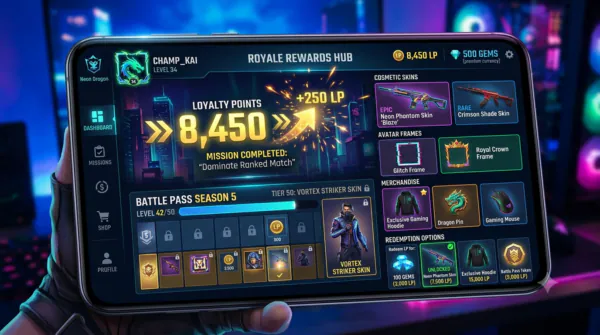 CHAMP_KAI
LEVEL 34
Neon Dragon
ROYALE REWARDS HUB
8,450 LP
500 GEMS
(premium currency)
DASHBOARD
MISSIONS
SHOP
PROFILE
LOYALTY POINTS
8,450
+250 LP
MISSION COMPLETED:
"Dominate Ranked Match"
BATTLE PASS SEASON 5
TIER 50: VORTEX STRIKER SKIN
LEVEL 42/50
VORTEX
STRIKER SKIN
COSMETIC SKINS
EPIC
Neon Phantom Skin
'Blaze'
RARE
Crimson Shade Skin
AVATAR FRAMES
Glitch Frame
Royal Crown
Frame
MERCHANDISE
Exclusive Gaming
Hoodie
Dragon Pin
Gaming Mouse
REDEMPTION OPTIONS
Redeem LP for:
100 GEMS
(2,000 LP)
UNLOCKED
Neon Phantom Skin
(7,500 LP)
Exclusive Hoodie
15,000 LP
Battle Pass Token